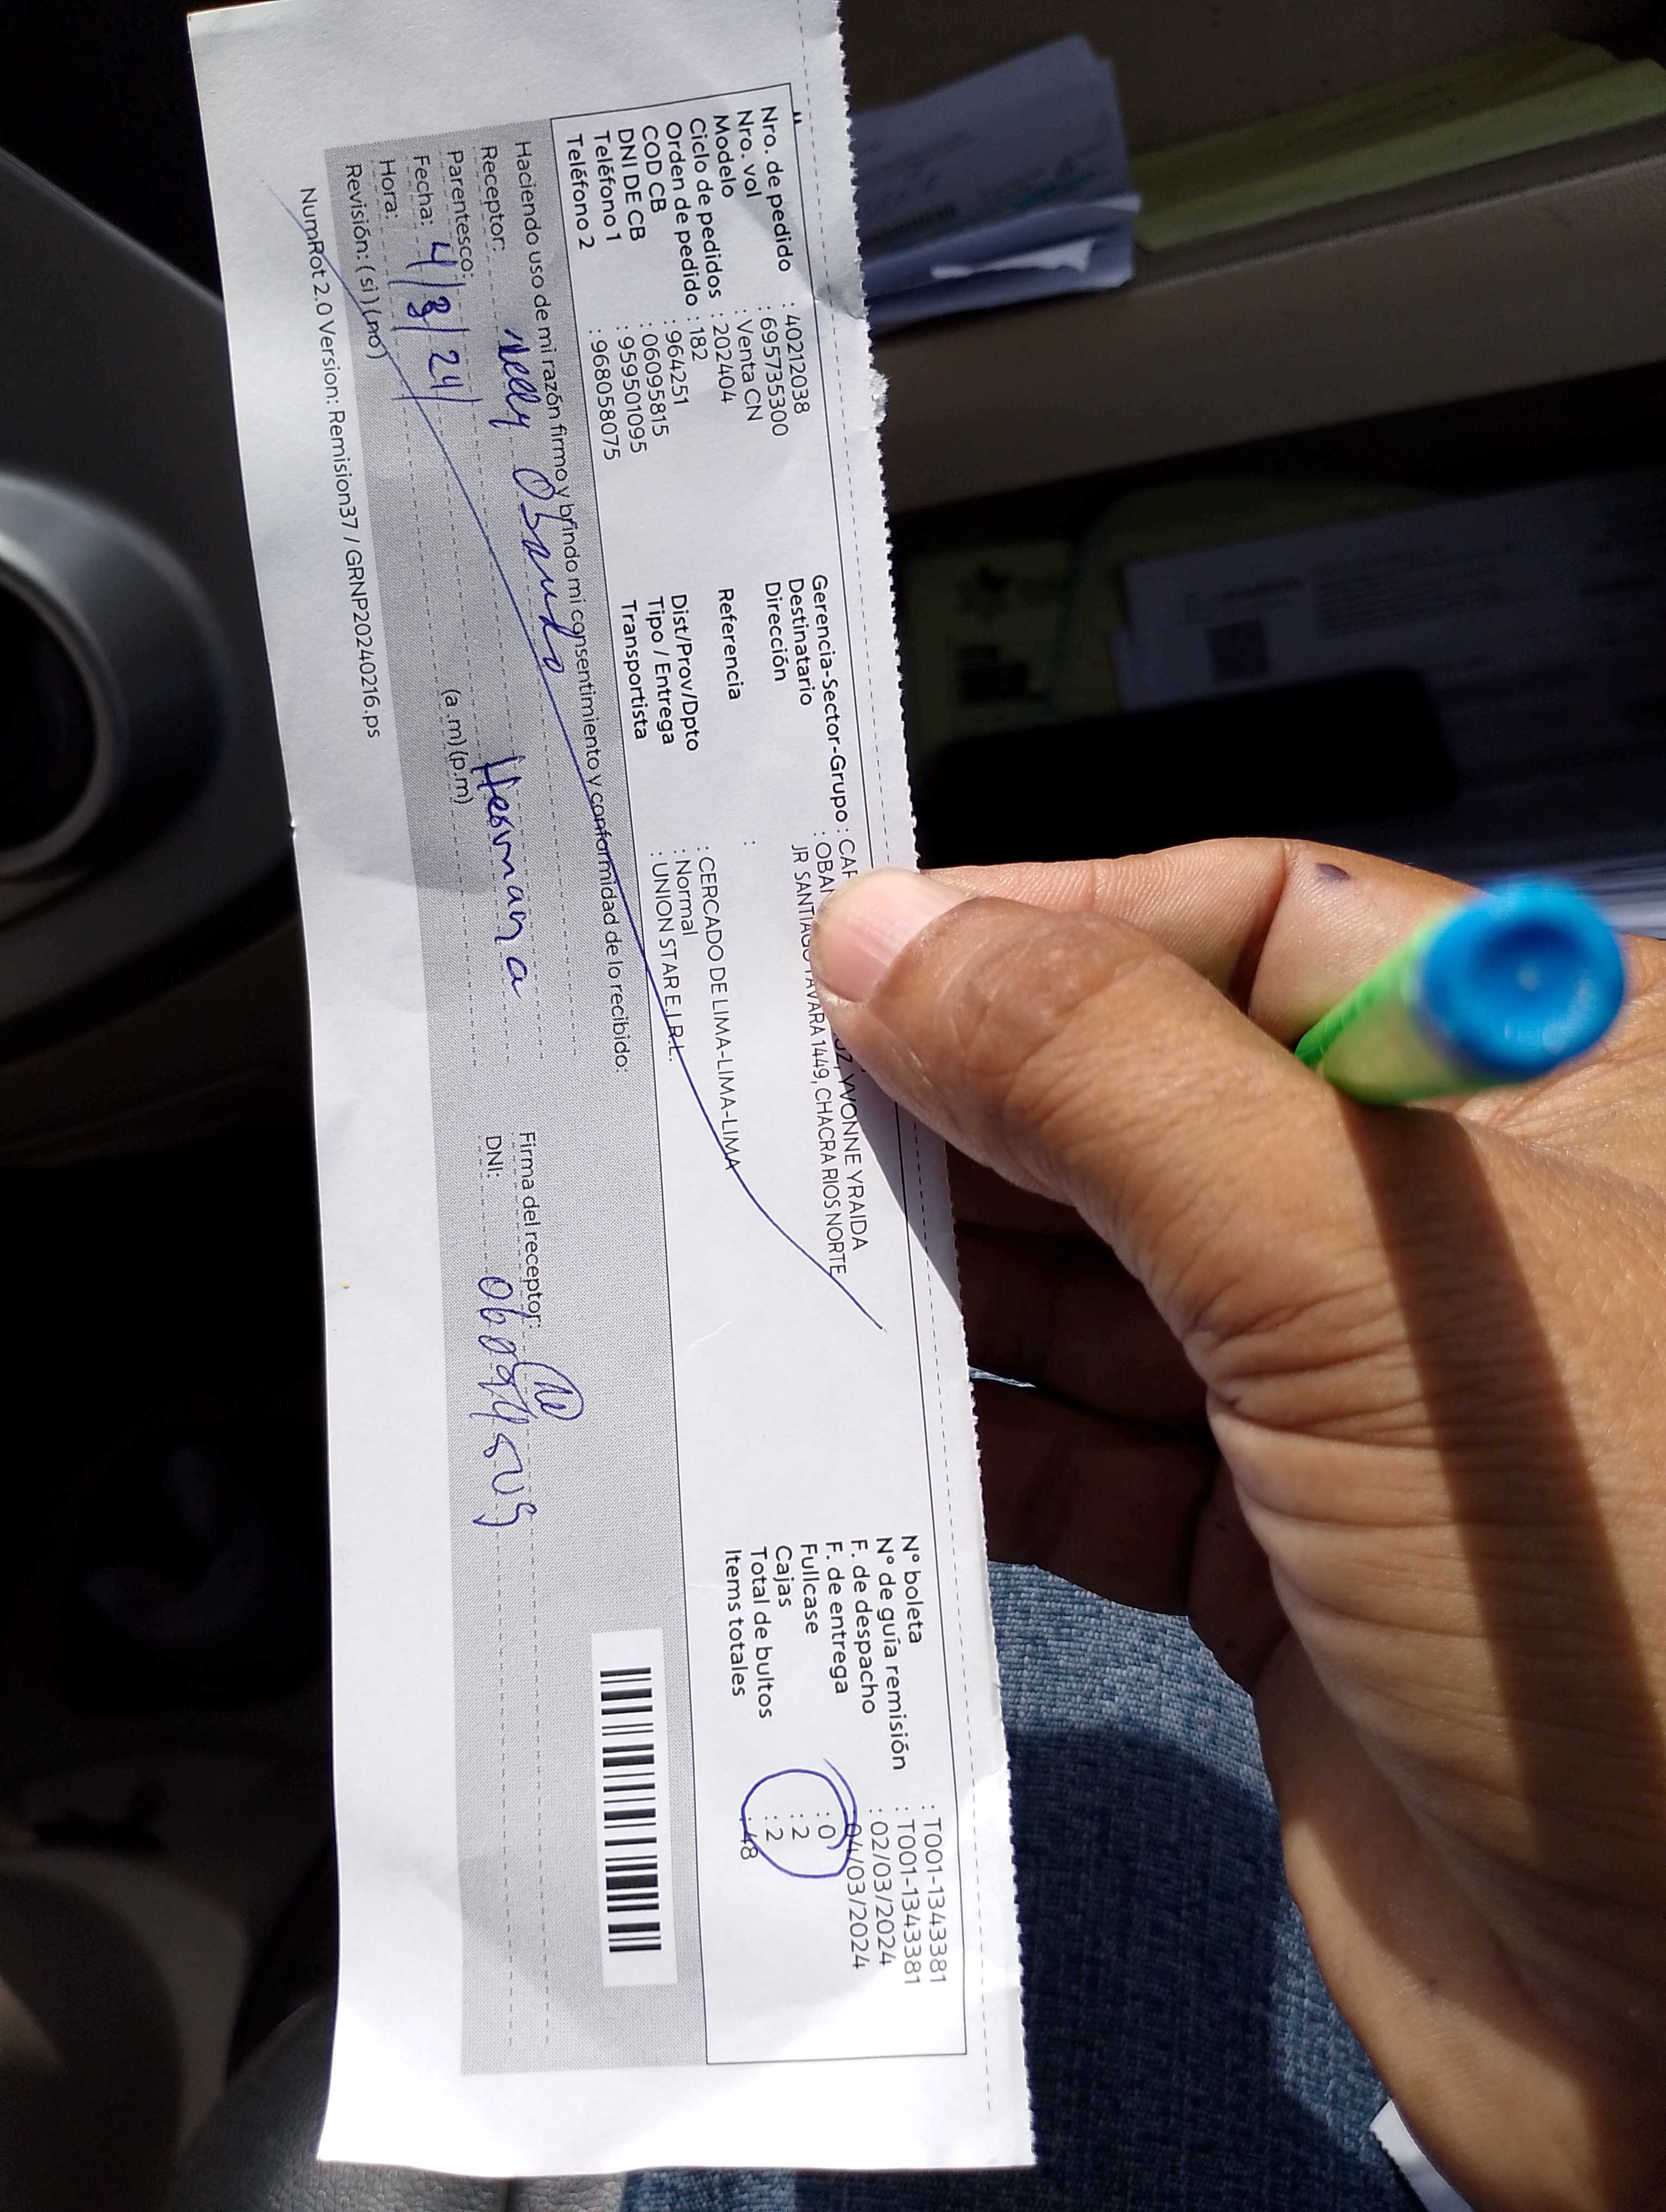 Nro. de pedido : 40212038
Nro. vol : 695735300
Modelo : Venta CN
Ciclo de pedidos : 202404
Orden de pedido : 182
COD CB : 964251
DNI DE CB : 06095815
Teléfono 1 : 959501095
Teléfono 2 : 968058075
Gerencia-Sector-Grupo :
Destinatario : YVONNE YRAIDA
Dirección JR SANTIAGO TAVARA 1449, CHACRA RIOS NORTE
Referencia :
Dist/Prov/Dpto : CERCADO DE LIMA-LIMA-LIMA
Tipo / Entrega : Normal
Transportista : UNION STAR E.I.R.L.
N° boleta : T001-1343381
N° de guía remisión : T001-1343381
F. de despacho : 02/03/2024
F. de entrega 04/03/2024
Fullcase : 0
Cajas : 2
Total de bultos : 2
Items totales : 48
Haciendo uso de mi razón firmo y brindo mi consentimiento y conformidad de lo recibido:
Receptor: Nelly Obando
Firma del receptor:
Parentesco: Hermana
DNI:
Fecha: 4/3/24
Hora: (a.m) (p.m)
Revisión: ( si ) ( no )
NumRot 2.0 Version: Remision37 / GRNP20240216.ps